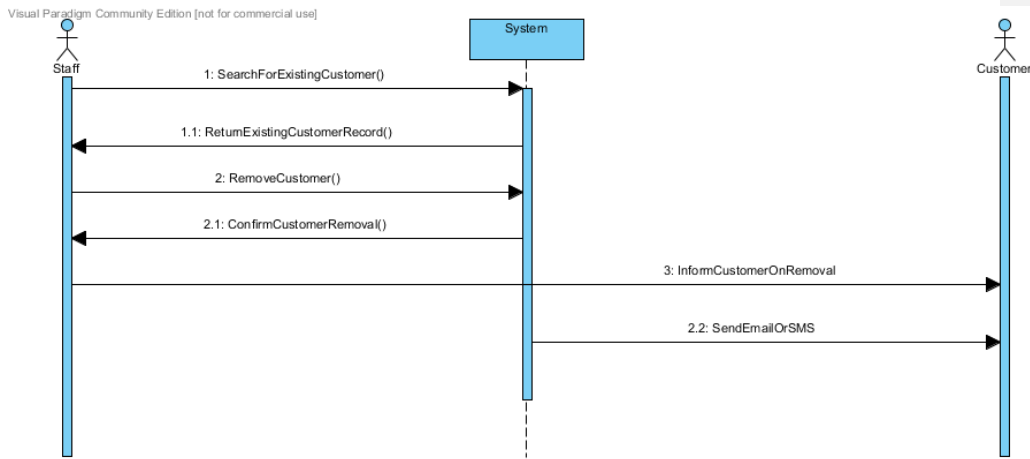 Visual Paradigm Community Edition [not for commercial use]
System
Staff
Customer
1: SearchForExistingCustomer()
1.1: ReturnExistingCustomerRecord()
2: RemoveCustomer()
2.1: ConfirmCustomerRemoval()
3: InformCustomerOnRemoval
2.2: SendEmailOrSMS